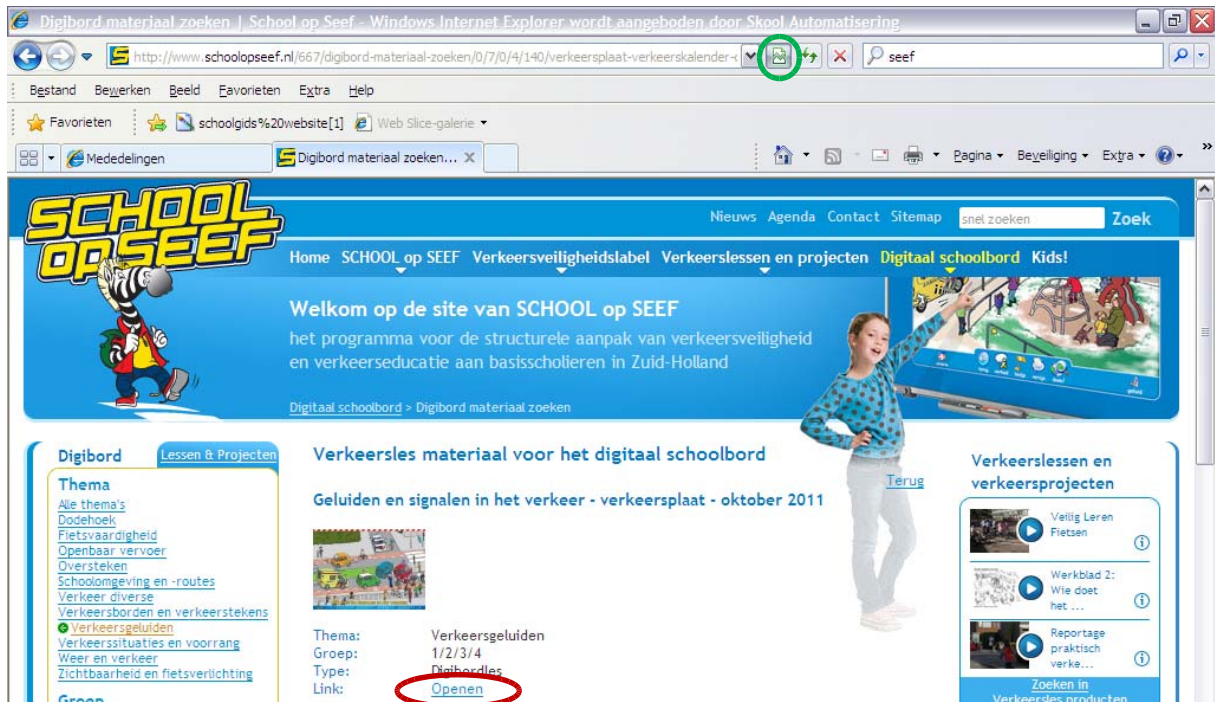 Digibord materiaal zoeken | School op Seef - Windows Internet Explorer wordt aangeboden door Skool Automatisering
http://www.schoolopseef.nl/667/digibord-materiaal-zoeken/0/7/0/4/140/verkeersplaat-verkeerskalender-
seef
Bestand Bewerken Beeld Favorieten Extra Help
Favorieten schoolgids%20website[1] Web Slice-galerie
Mededelingen Digibord materiaal zoeken... Pagina Beveiliging Extra
SCHOOL
OP SEEF
Nieuws Agenda Contact Sitemap snel zoeken Zoek
Home SCHOOL op SEEF Verkeersveiligheidslabel Verkeerslessen en projecten Digitaal schoolbord Kids!
Welkom op de site van SCHOOL op SEEF
het programma voor de structurele aanpak van verkeersveiligheid
en verkeerseducatie aan basisscholieren in Zuid-Holland
Digitaal schoolbord > Digibord materiaal zoeken
Digibord Lessen & Projecten
Thema
Alle thema's
Dodehoek
Fietsvaardigheid
Openbaar vervoer
Oversteken
Schoolomgeving en -routes
Verkeer diverse
Verkeersborden en verkeerstekens
Verkeersgeluiden
Verkeerssituaties en voorrang
Weer en verkeer
Zichtbaarheid en fietsverlichting
Groep
Verkeersles materiaal voor het digitaal schoolbord
Terug
Geluiden en signalen in het verkeer - verkeersplaat - oktober 2011
Thema: Verkeersgeluiden
Groep: 1/2/3/4
Type: Digibordles
Link: Openen
Verkeerslessen en
verkeersprojecten
Veilig Leren
Fietsen
Werkblad 2:
Wie doet
het ...
Reportage
praktisch
verke...
Zoeken in
Verkeersles producten